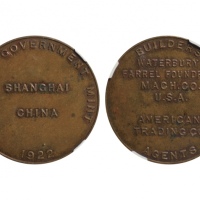 GOVERNMENT MINT
SHANGHAI
CHINA
BUILDERS
WATERBURY
FARREL FOUNDRY
MACH. CO.
U.S.A.
AMERICAN
TRADING CO.
AGENTS